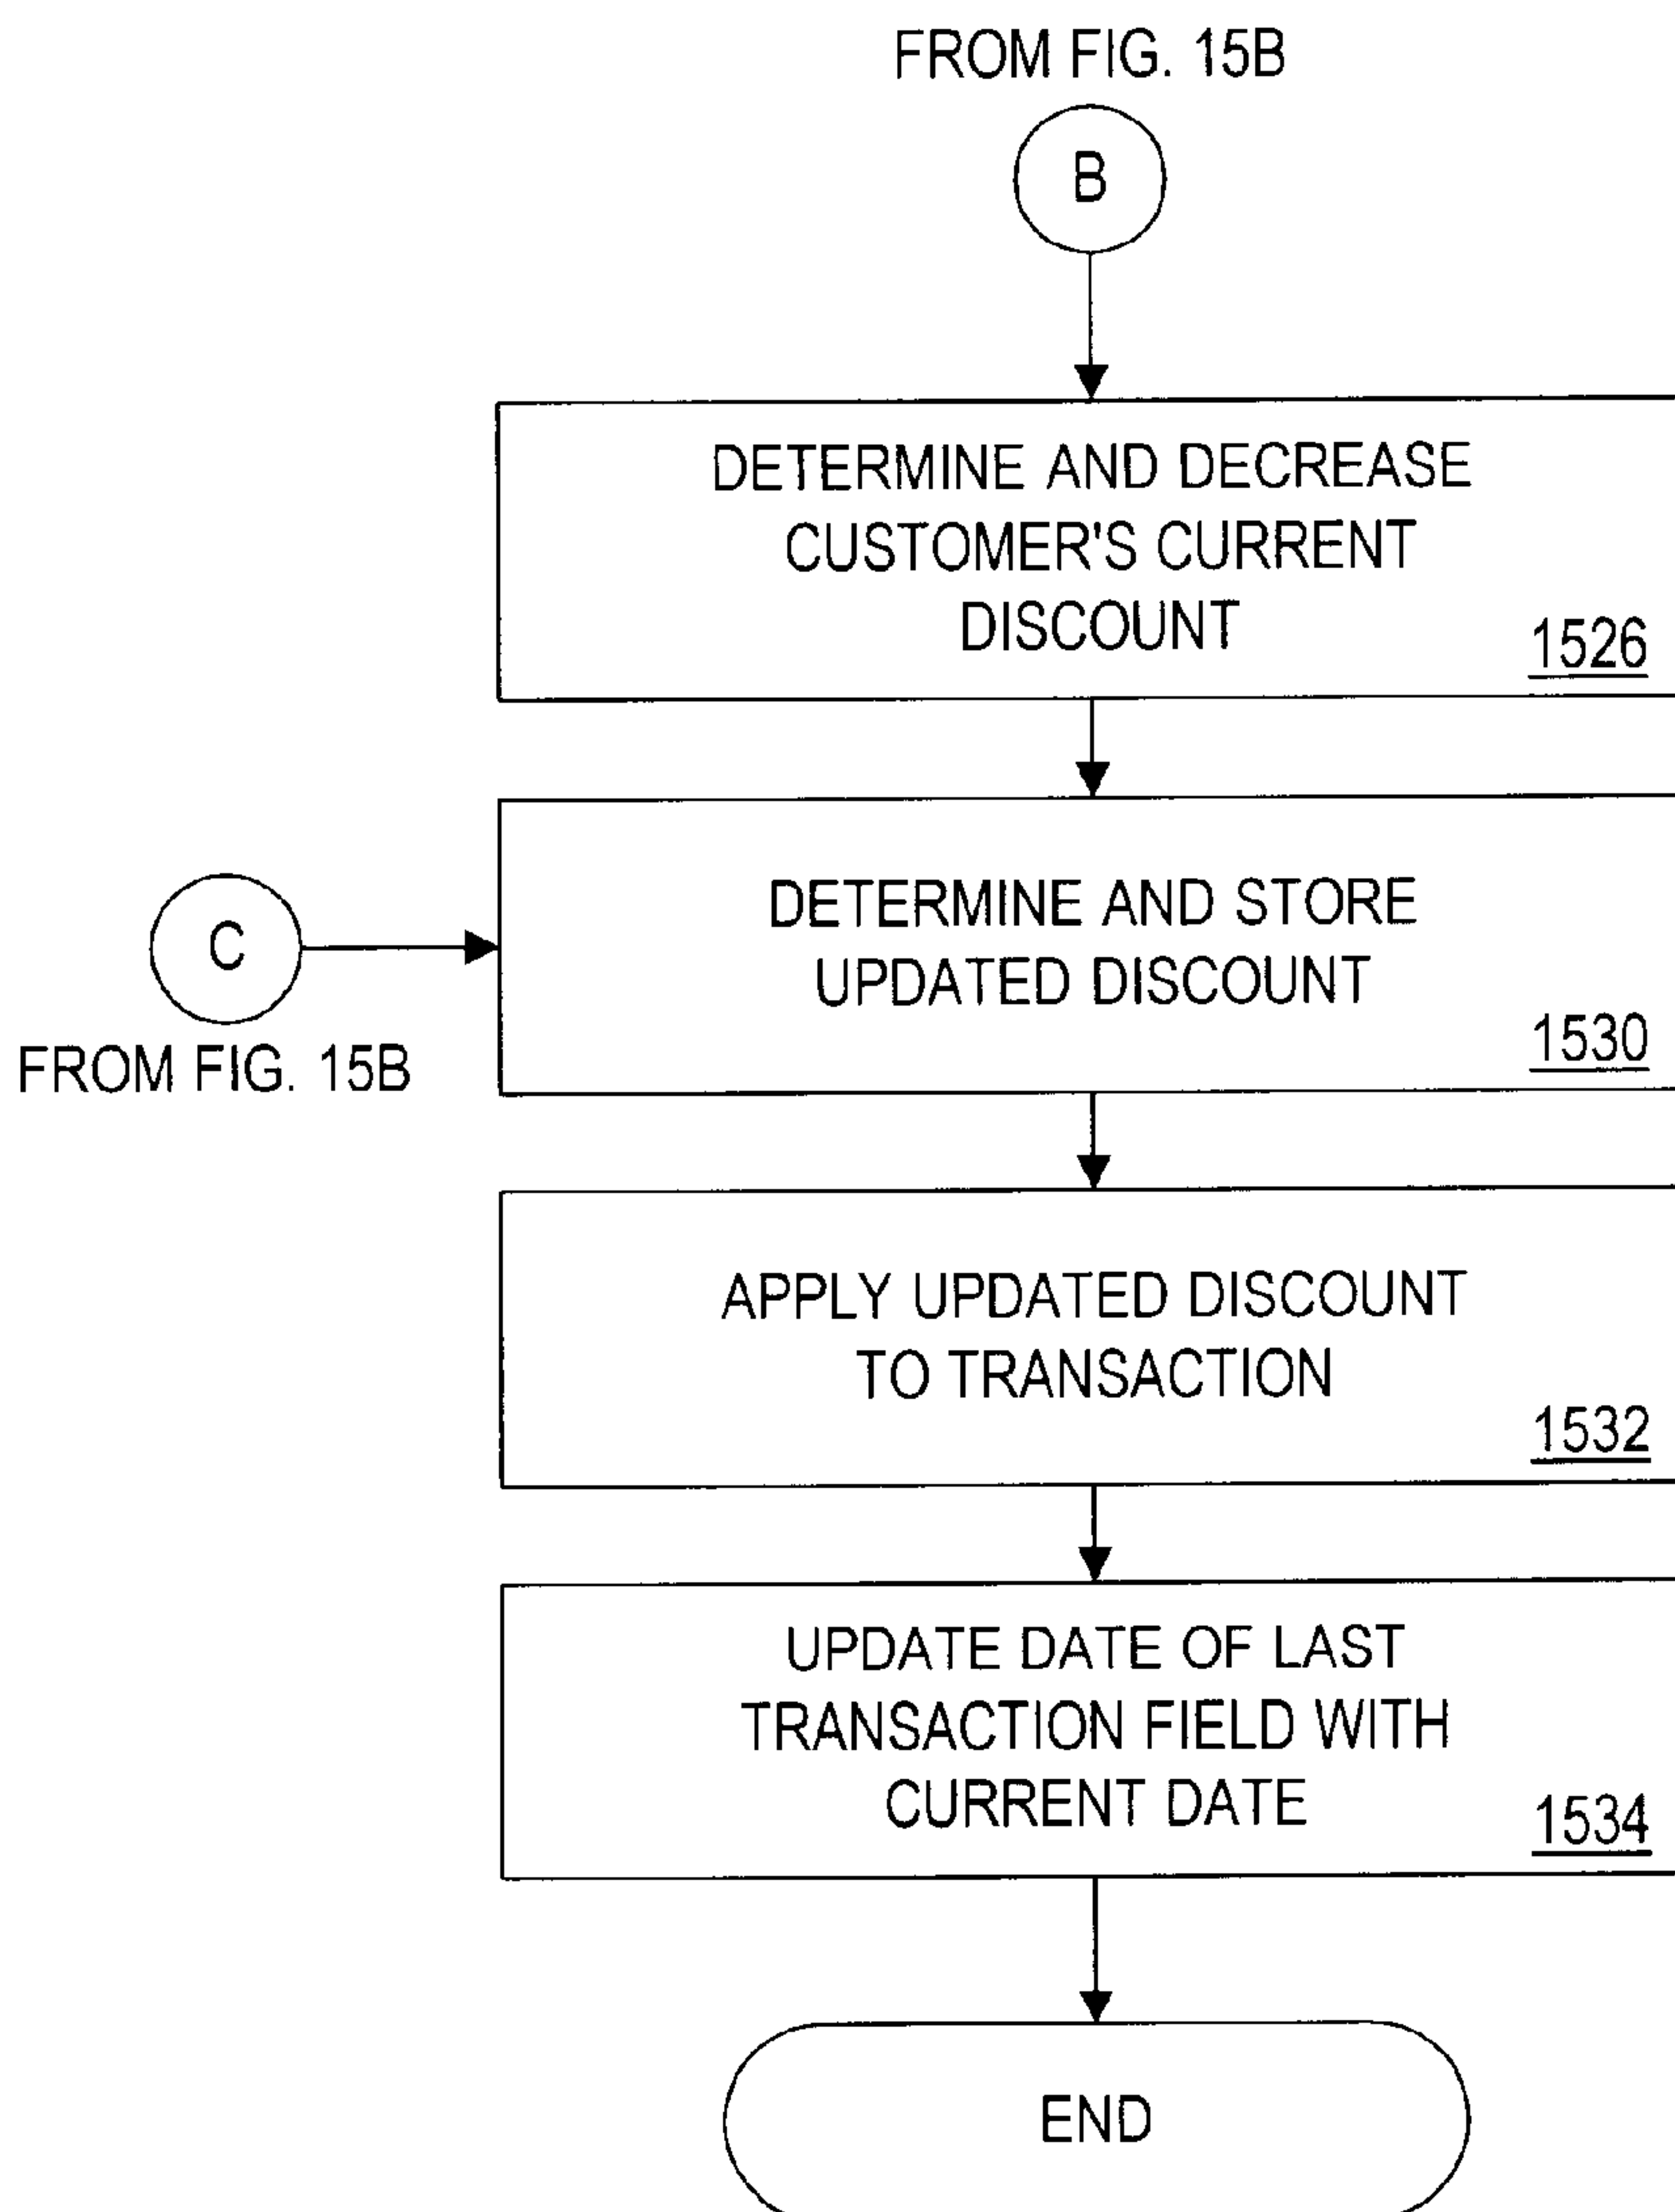 FROM FIG. 15B
B
DETERMINE AND DECREASE
CUSTOMER'S CURRENT
DISCOUNT
1526
DETERMINE AND STORE
UPDATED DISCOUNT
1530
C
FROM FIG. 15B
APPLY UPDATED DISCOUNT
TO TRANSACTION
1532
UPDATE DATE OF LAST
TRANSACTION FIELD WITH
CURRENT DATE
1534
END